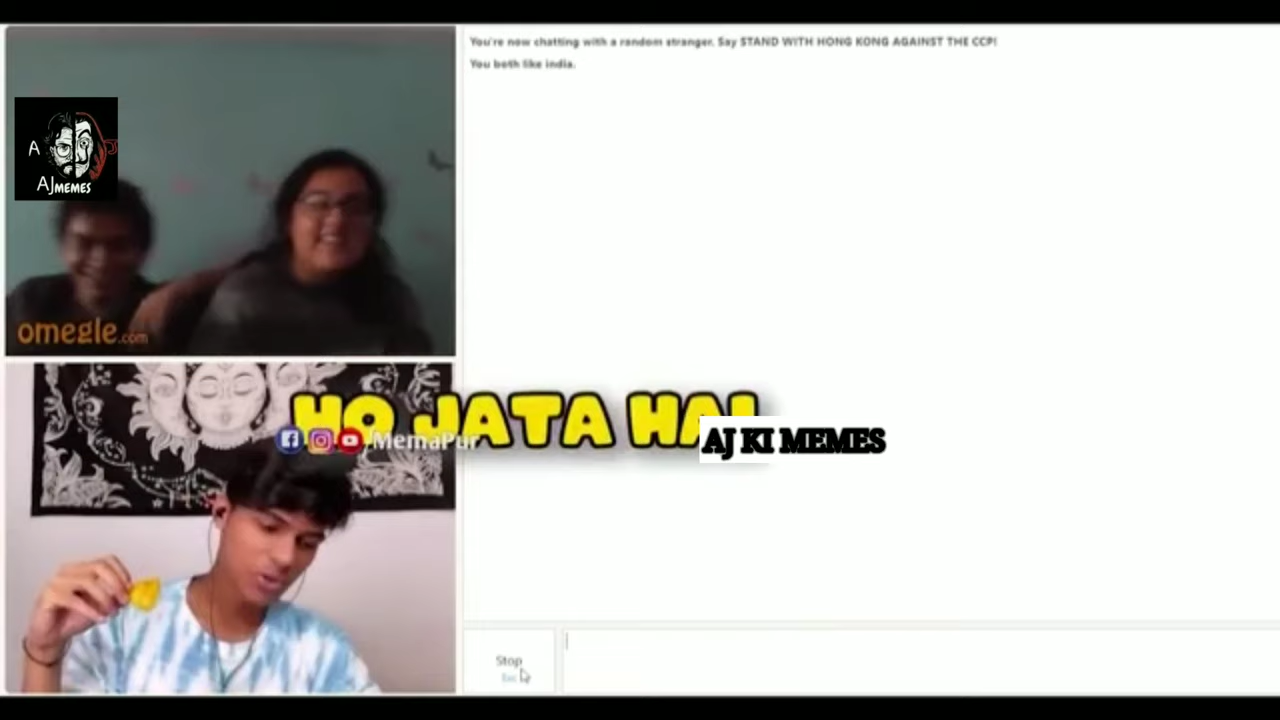 You're now chatting with a random stranger. Say STAND WITH HONG KONG AGAINST THE CCP!
You both like india.
A
AJMEMES
omegle.com
HO JATA HAI
MemaPur
AJ KI MEMES
Stop
Esc